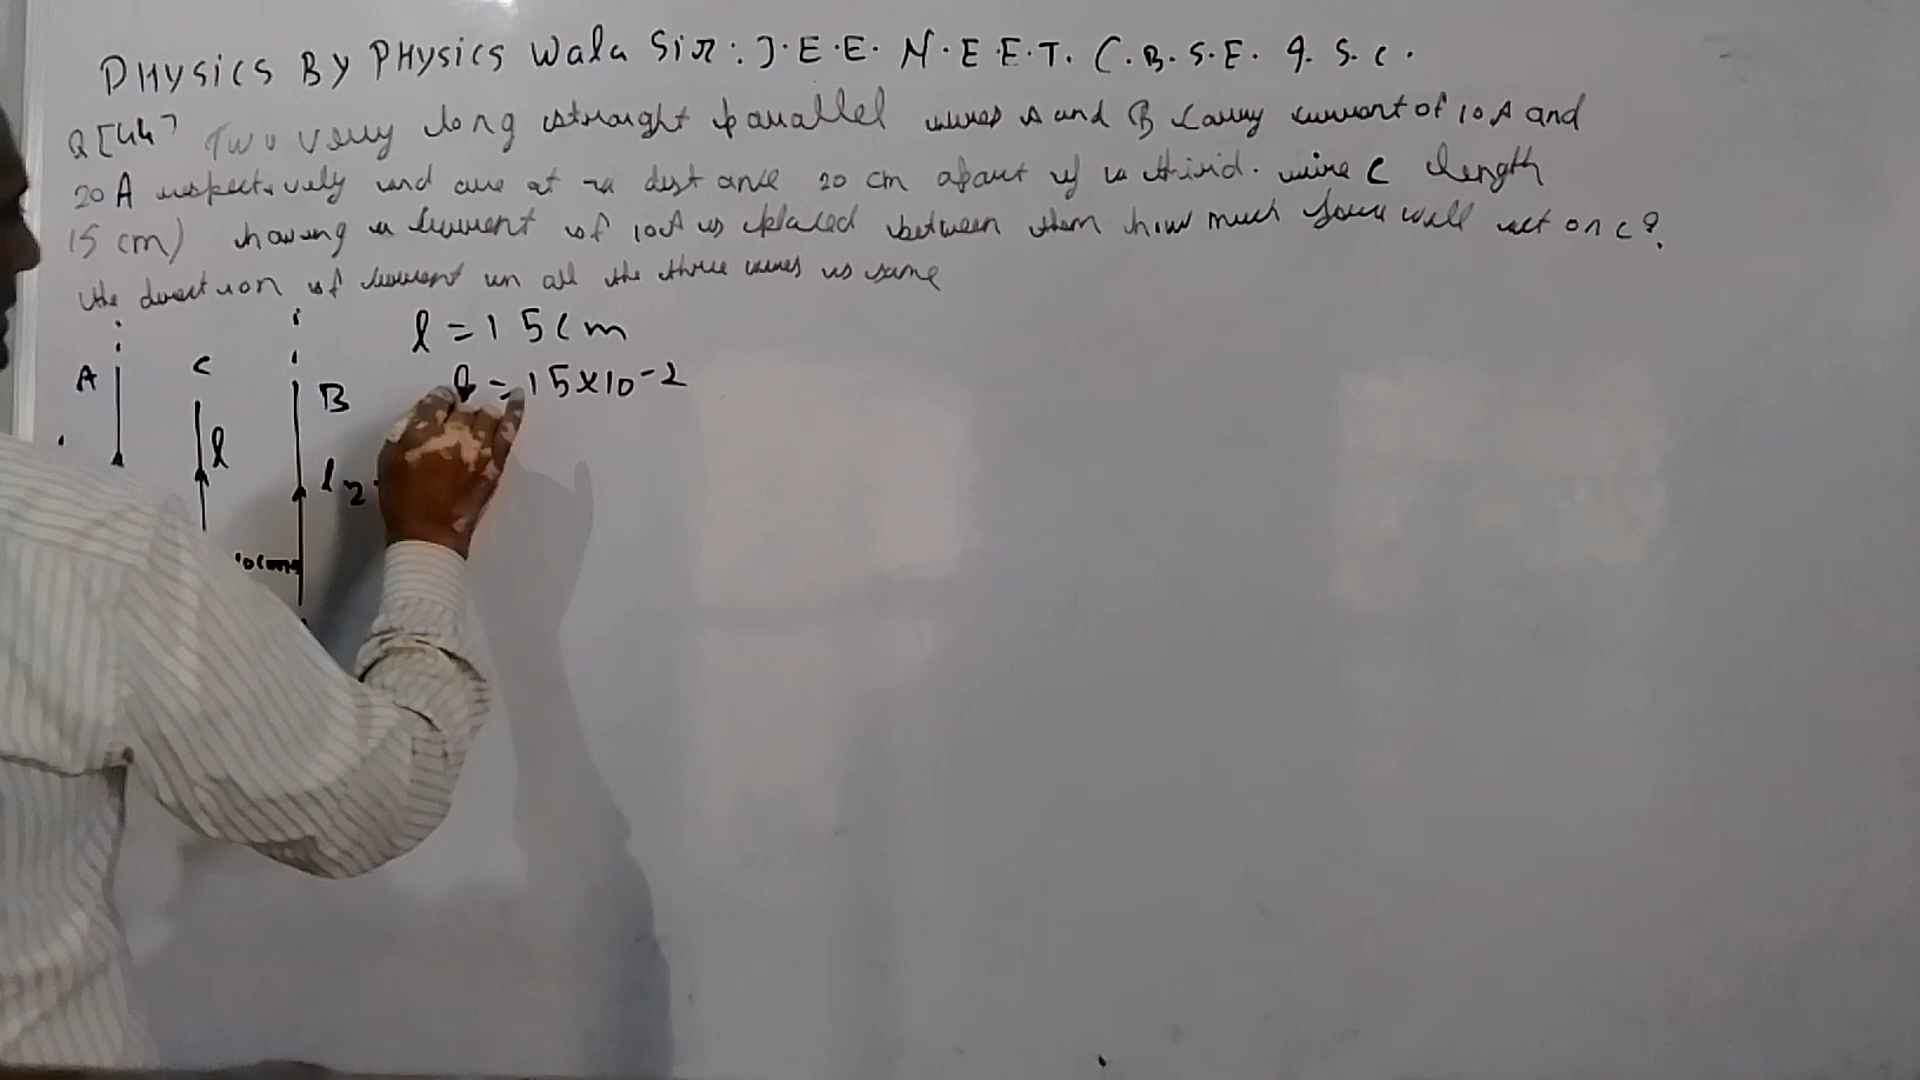 PHYSICS BY PHYSICS Wala Sir: J.E.E. N.E.E.T. C.B.S.E. I.S.C.
Q[44] Two very long straight parallel wires A and B carry current of 10A and
20 A respectively and are at a distance 20 cm apart if a third. wire C length
15 cm) having a current of 10A is placed between them how much force will act on C?
the direction of current in all the three wires is same
l = 15cm
A C B l = 15×10-2
l
l2
10cm